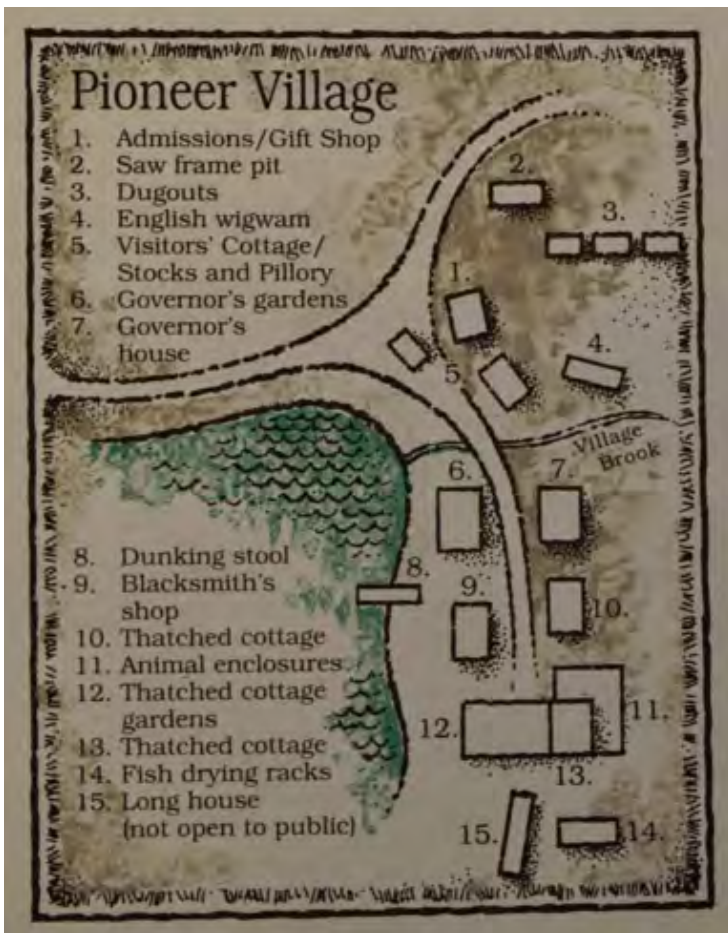 Pioneer Village
1. Admissions/Gift Shop
2. Saw frame pit
3. Dugouts
4. English wigwam
5. Visitors' Cottage/
Stocks and Pillory
6. Governor's gardens
7. Governor's
house
2.
3.
1.
4.
5.
Village
Brook
6.
7.
8.
9.
10.
8. Dunking stool
9. Blacksmith's
shop
10. Thatched cottage
11. Animal enclosures
12. Thatched cottage
gardens
13. Thatched cottage
14. Fish drying racks
15. Long house
(not open to public)
12.
11.
13.
15.
14.